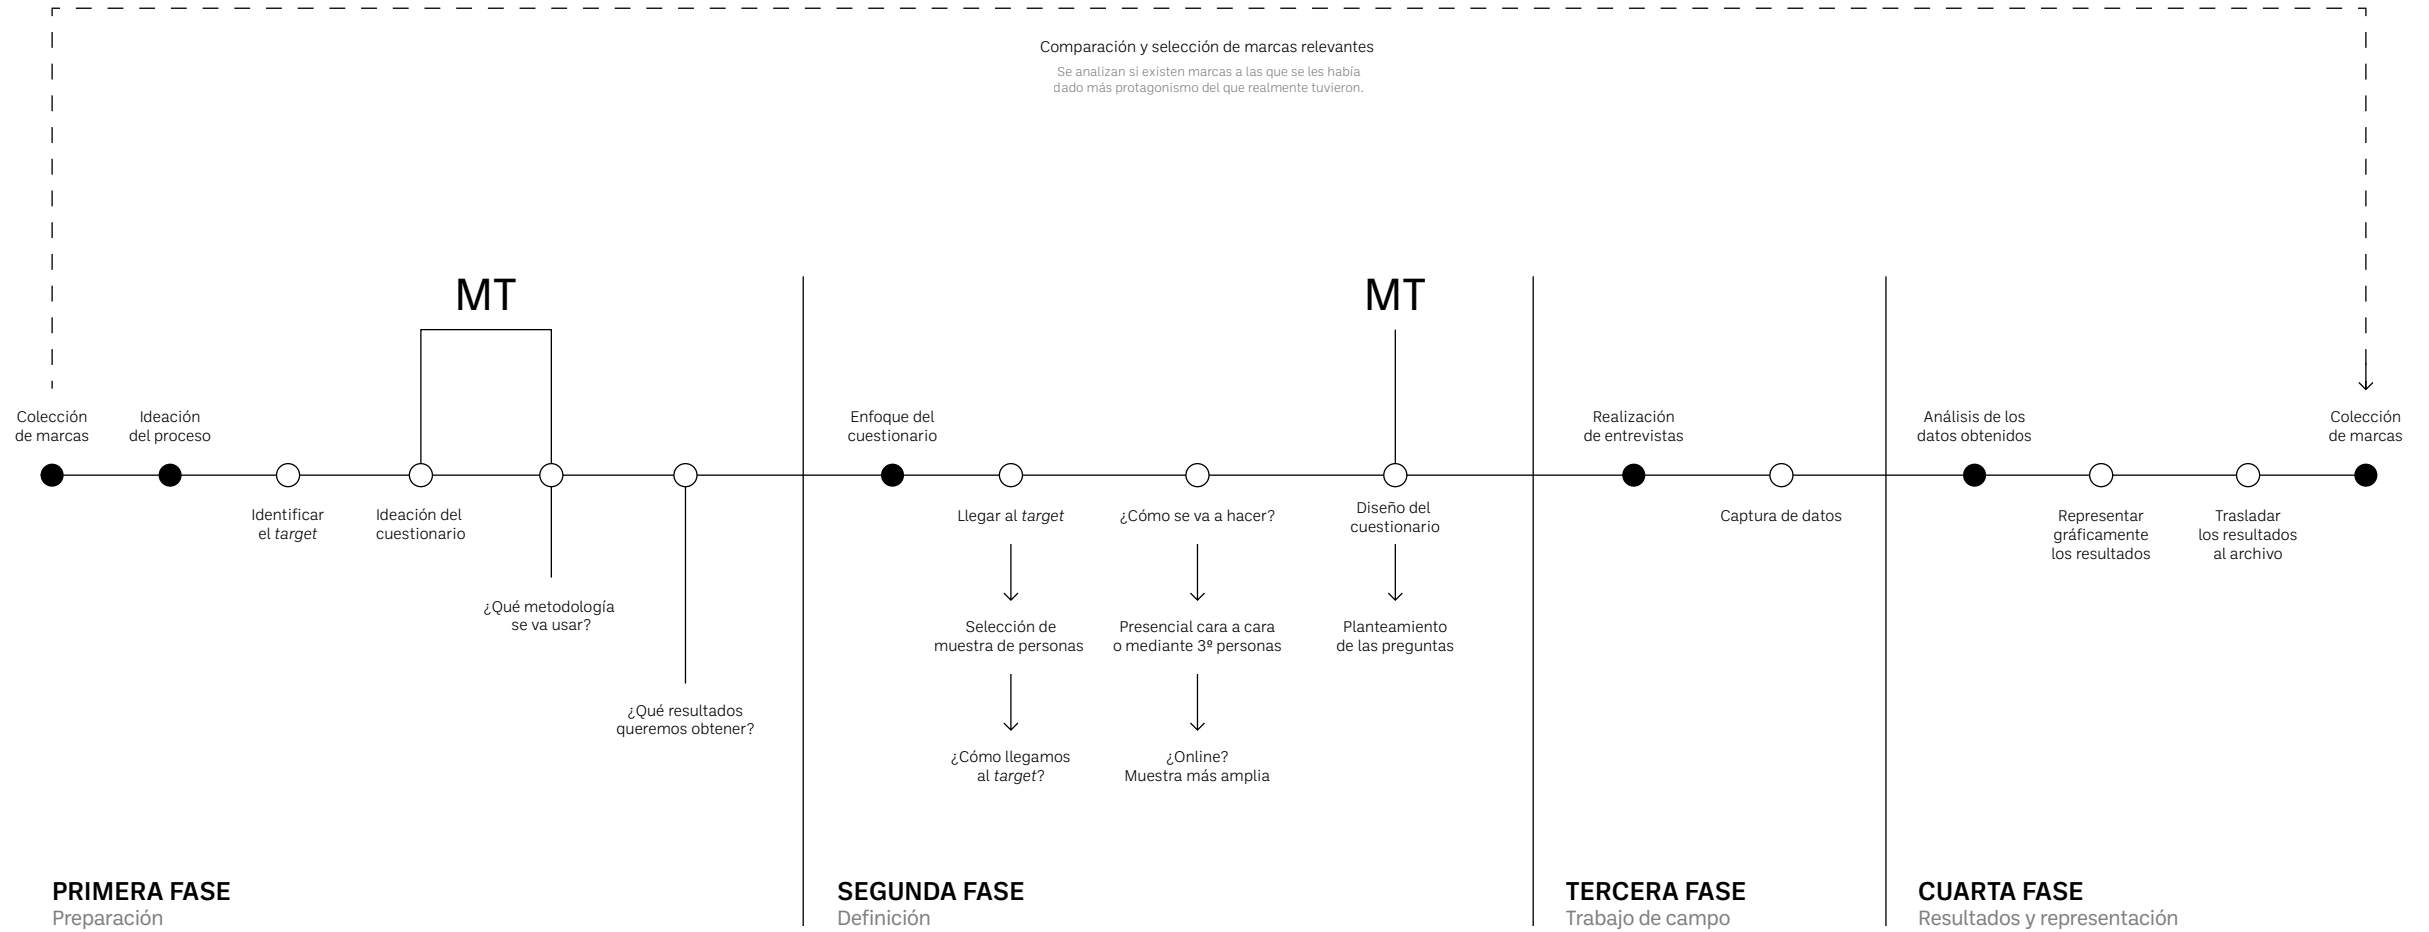 Comparación y selección de marcas relevantes
Se analizan si existen marcas a las que se les había
dado más protagonismo del que realmente tuvieron.
MT
MT
Colección
de marcas
Ideación
del proceso
Identificar
el target
Ideación del
cuestionario
¿Qué metodología
se va usar?
¿Qué resultados
queremos obtener?
Enfoque del
cuestionario
Llegar al target
Selección de
muestra de personas
¿Cómo llegamos
al target?
¿Cómo se va a hacer?
Presencial cara a cara
o mediante 3º personas
¿Online?
Muestra más amplia
Diseño del
cuestionario
Planteamiento
de las preguntas
Realización
de entrevistas
Captura de datos
Análisis de los
datos obtenidos
Representar
gráficamente
los resultados
Trasladar
los resultados
al archivo
Colección
de marcas
PRIMERA FASE
Preparación
SEGUNDA FASE
Definición
TERCERA FASE
Trabajo de campo
CUARTA FASE
Resultados y representación